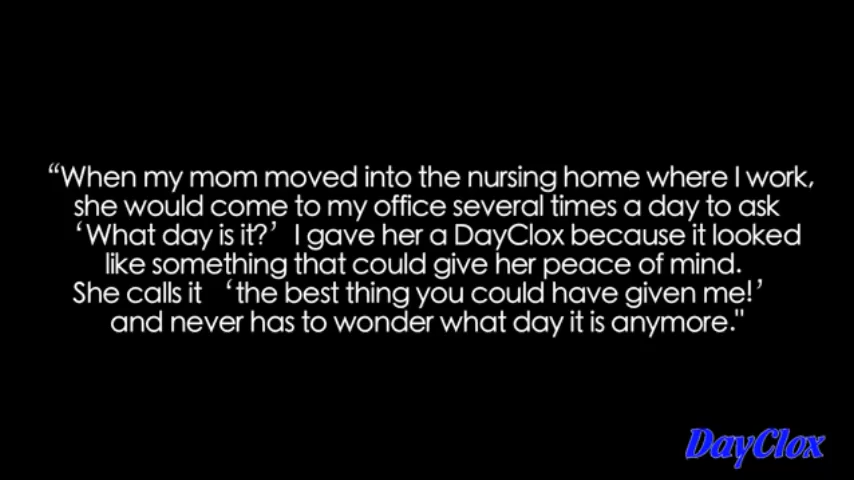 “When my mom moved into the nursing home where I work,
she would come to my office several times a day to ask
‘What day is it?’ I gave her a DayClox because it looked
like something that could give her peace of mind.
She calls it ‘the best thing you could have given me!’
and never has to wonder what day it is anymore."
DayClox